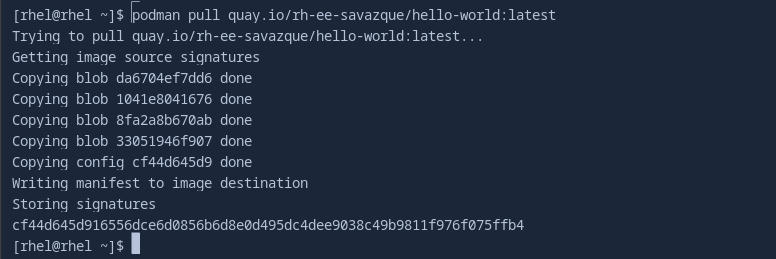 [rhel@rhel ~]$ podman pull quay.io/rh-ee-savazque/hello-world:latest
Trying to pull quay.io/rh-ee-savazque/hello-world:latest...
Getting image source signatures
Copying blob da6704ef7dd6 done
Copying blob 1041e8041676 done
Copying blob 8fa2a8b670ab done
Copying blob 33051946f907 done
Copying config cf44d645d9 done
Writing manifest to image destination
Storing signatures
cf44d645d916556dce6d0856b6d8e0d495dc4dee9038c49b9811f976f075ffb4
[rhel@rhel ~]$